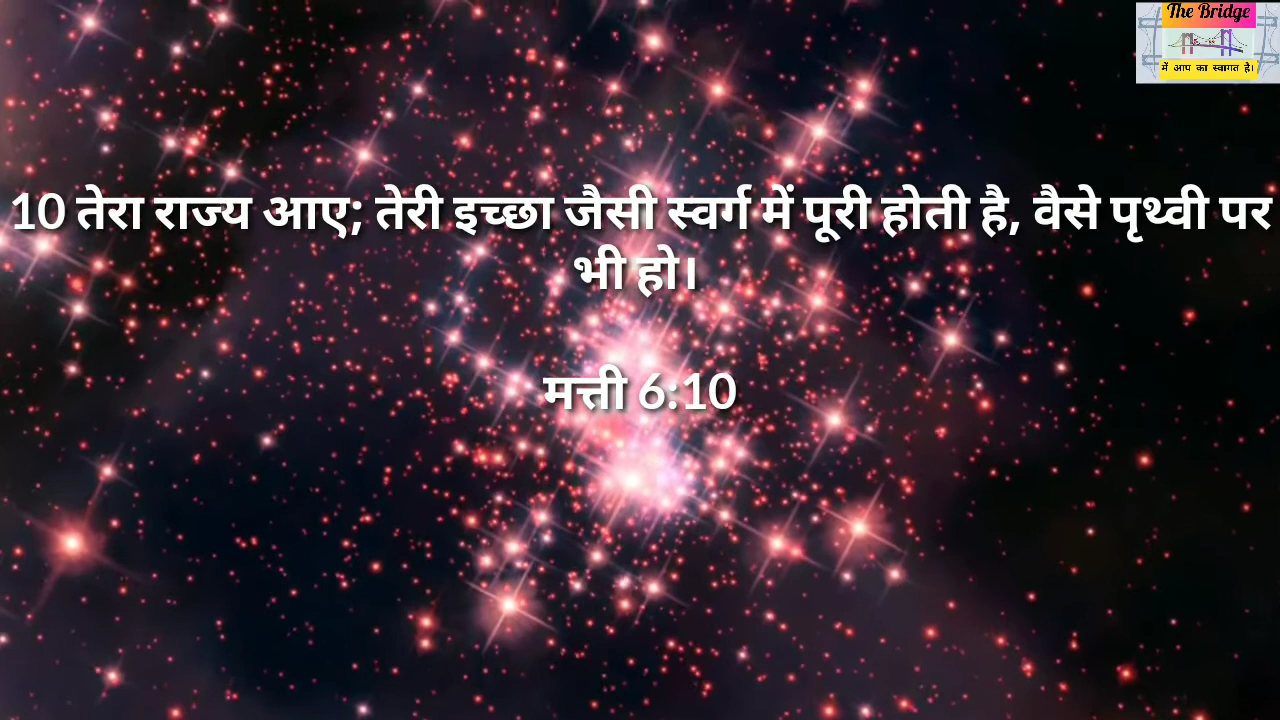 The Bridge
में आप का स्वागत है।
10 तेरा राज्य आए; तेरी इच्छा जैसी स्वर्ग में पूरी होती है, वैसे पृथ्वी पर
भी हो।
मत्ती 6:10